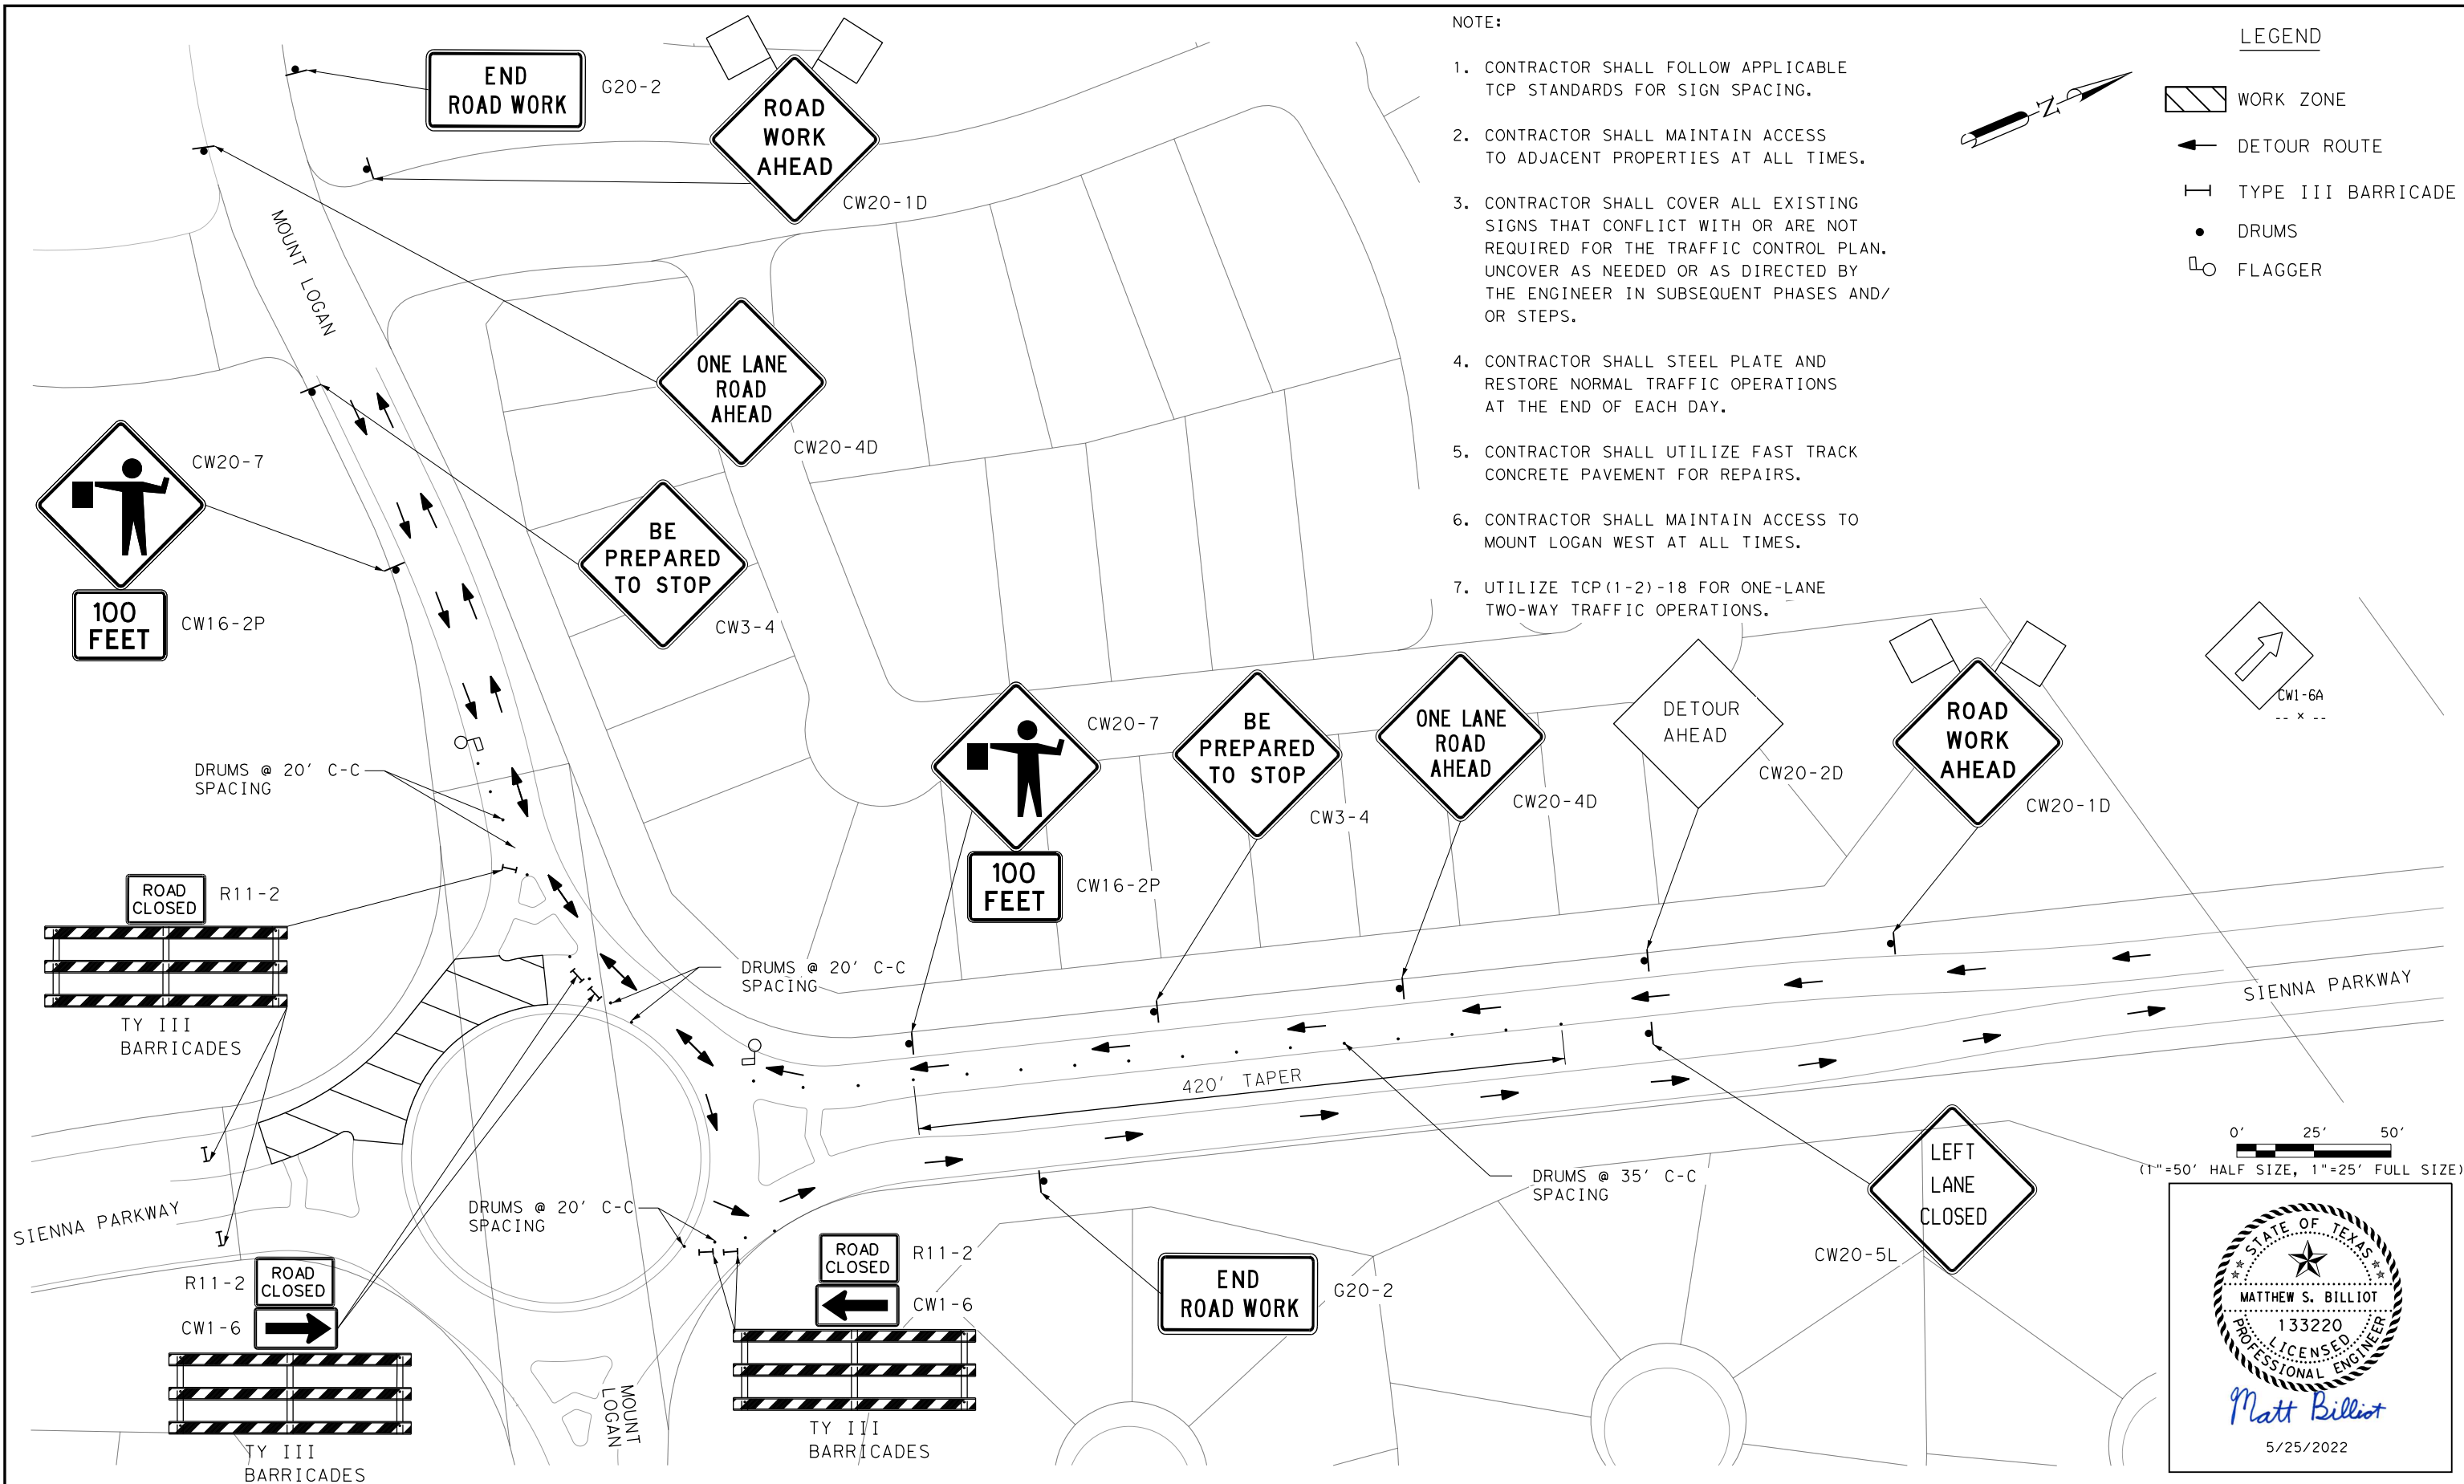 END
ROAD WORK
G20-2
ROAD
WORK
AHEAD
CW20-1D
MOUNT LOGAN
ONE LANE
ROAD
AHEAD
CW20-4D
CW20-7
100
FEET
CW16-2P
BE
PREPARED
TO STOP
CW3-4
NOTE:
1. CONTRACTOR SHALL FOLLOW APPLICABLE
TCP STANDARDS FOR SIGN SPACING.
2. CONTRACTOR SHALL MAINTAIN ACCESS
TO ADJACENT PROPERTIES AT ALL TIMES.
3. CONTRACTOR SHALL COVER ALL EXISTING
SIGNS THAT CONFLICT WITH OR ARE NOT
REQUIRED FOR THE TRAFFIC CONTROL PLAN.
UNCOVER AS NEEDED OR AS DIRECTED BY
THE ENGINEER IN SUBSEQUENT PHASES AND/
OR STEPS.
4. CONTRACTOR SHALL STEEL PLATE AND
RESTORE NORMAL TRAFFIC OPERATIONS
AT THE END OF EACH DAY.
5. CONTRACTOR SHALL UTILIZE FAST TRACK
CONCRETE PAVEMENT FOR REPAIRS.
6. CONTRACTOR SHALL MAINTAIN ACCESS TO
MOUNT LOGAN WEST AT ALL TIMES.
7. UTILIZE TCP(1-2)-18 FOR ONE-LANE
TWO-WAY TRAFFIC OPERATIONS.
N
LEGEND
WORK ZONE
DETOUR ROUTE
TYPE III BARRICADE
DRUMS
FLAGGER
CW1-6A
-- x --
DRUMS @ 20' C-C
SPACING
ROAD
CLOSED
R11-2
TY III
BARRICADES
CW20-7
100
FEET
CW16-2P
BE
PREPARED
TO STOP
CW3-4
ONE LANE
ROAD
AHEAD
CW20-4D
DETOUR
AHEAD
CW20-2D
ROAD
WORK
AHEAD
CW20-1D
DRUMS @ 20' C-C
SPACING
SIENNA PARKWAY
420' TAPER
DRUMS @ 35' C-C
SPACING
LEFT
LANE
CLOSED
CW20-5L
SIENNA PARKWAY
DRUMS @ 20' C-C
SPACING
R11-2
ROAD
CLOSED
CW1-6
TY III
BARRICADES
MOUNT
LOGAN
ROAD
CLOSED
R11-2
CW1-6
TY III
BARRICADES
END
ROAD WORK
G20-2
0' 25' 50'
(1"=50' HALF SIZE, 1"=25' FULL SIZE)
STATE OF TEXAS
MATTHEW S. BILLIOT
133220
LICENSED
PROFESSIONAL ENGINEER
Matt Billiot
5/25/2022